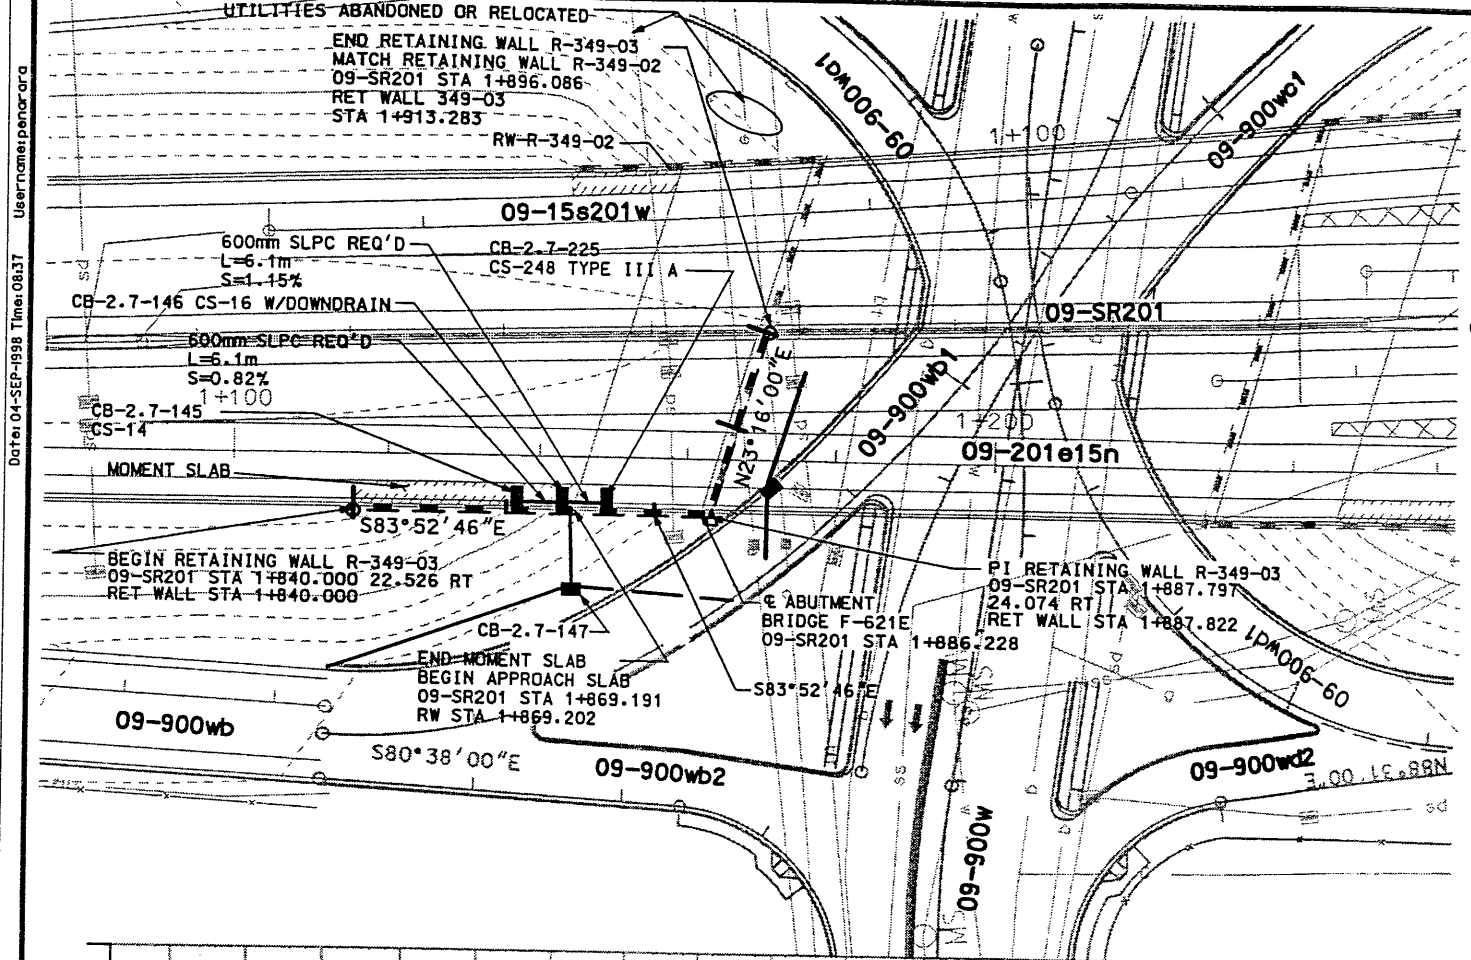 Date:04-SEP-1998 Time:08:37 Username:penarara
UTILITIES ABANDONED OR RELOCATED
END RETAINING WALL R-349-03
MATCH RETAINING WALL R-349-02
09-SR201 STA 1+896.086
RET WALL 349-03
STA 1+913.283
RW-R-349-02
09-900wa1
1+100
09-900wa1
09-15s201w
600mm SLPC REQ'D
L=6.1m
S=1.15%
CB-2.7-225
CS-248 TYPE III A
CB-2.7-146 CS-16 W/DOWNDRAIN
600mm SLPC REQ'D
L=6.1m
S=0.82%
1+100
CB-2.7-145
CS-14
MOMENT SLAB
09-SR201
N23°16'00"E
09-900wb1
1+200
09-201e15n
S83°52'46"E
BEGIN RETAINING WALL R-349-03
09-SR201 STA 1+840.000 22.526 RT
RET WALL STA 1+840.000
PI RETAINING WALL R-349-03
09-SR201 STA 1+887.797
24.074 RT
RET WALL STA 1+887.822
℄ ABUTMENT
BRIDGE F-621E
09-SR201 STA 1+886.228
CB-2.7-147
END MOMENT SLAB
BEGIN APPROACH SLAB
09-SR201 STA 1+869.191
RW STA 1+869.202
S83°52'46"E
09-900wd1
09-900wb
S80°38'00"E
09-900wb2
09-900wd2
N88°31'00"E
09-900w
MS
MS
MS
ss
sd